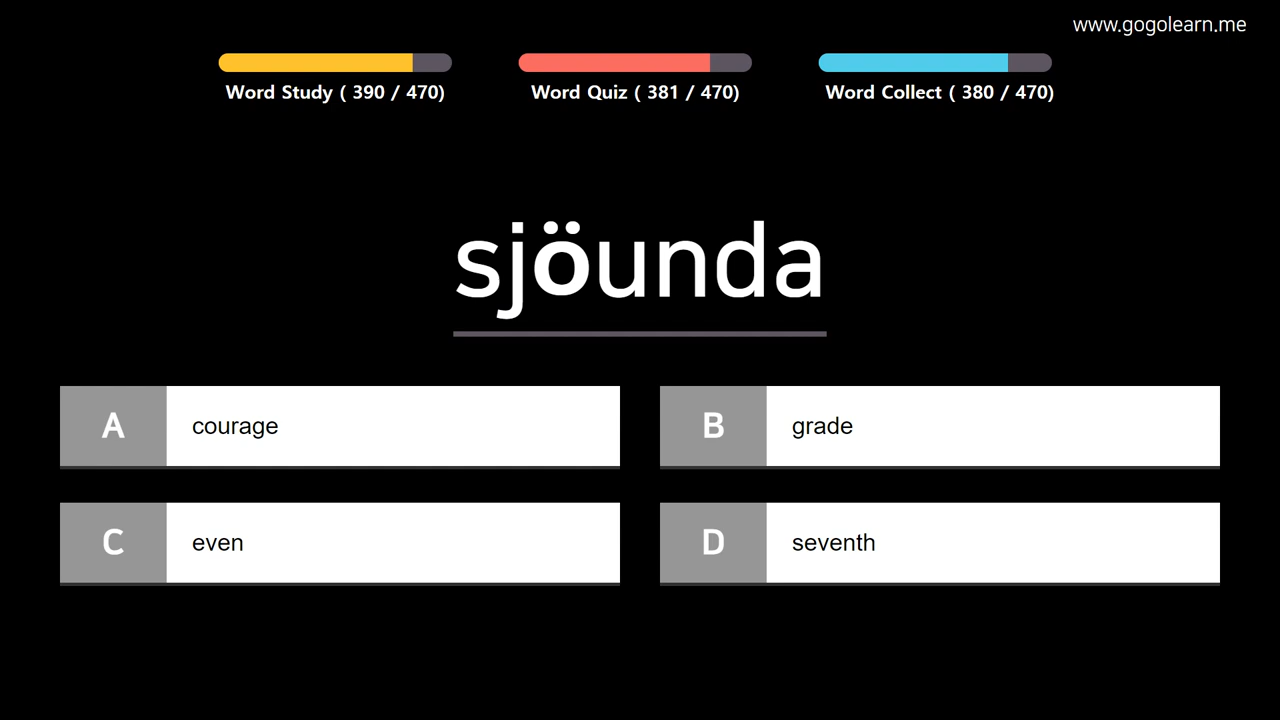 www.gogolearn.me
Word Study ( 390 / 470)
Word Quiz ( 381 / 470)
Word Collect ( 380 / 470)
sjöunda
A courage
B grade
C even
D seventh